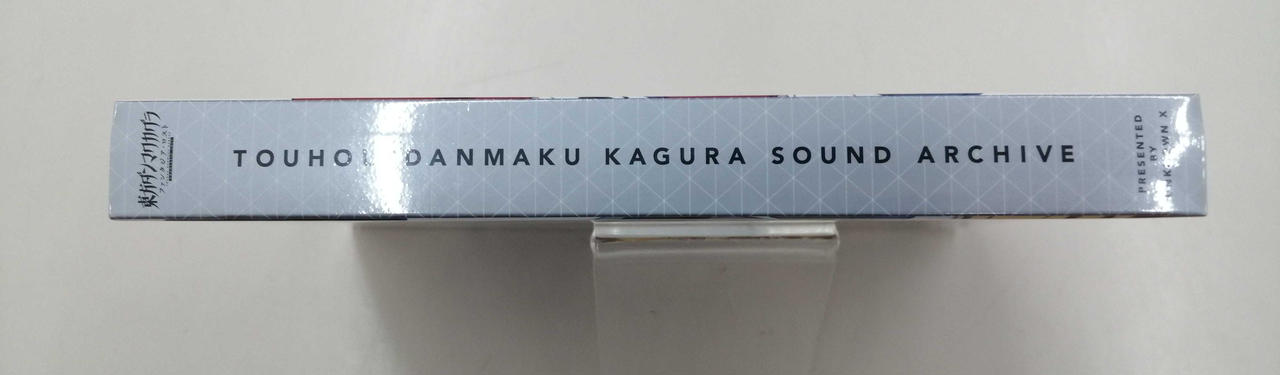 東方ダンマクカグラ
ファンタジア・ロスト
TOUHOU DANMAKU KAGURA SOUND ARCHIVE
PRESENTED
BY
UNKNOWN X